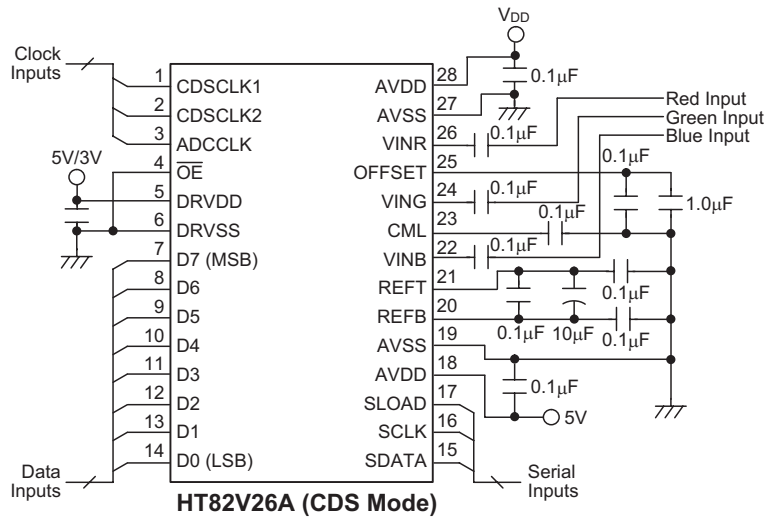 VDD
Clock
Inputs
1 CDSCLK1
2 CDSCLK2
3 ADCCLK
4 OE
5 DRVDD
6 DRVSS
7 D7 (MSB)
8 D6
9 D5
10 D4
11 D3
12 D2
13 D1
14 D0 (LSB)
5V/3V
Data
Inputs
AVDD 28
AVSS 27
VINR 26
OFFSET 25
VING 24
CML 23
VINB 22
REFT 21
REFB 20
AVSS 19
AVDD 18
SLOAD 17
SCLK 16
SDATA 15
0.1µF
Red Input
Green Input
Blue Input
0.1µF
0.1µF
0.1µF
0.1µF
1.0µF
0.1µF
0.1µF
0.1µF
10µF
0.1µF
0.1µF
5V
Serial
Inputs
HT82V26A (CDS Mode)